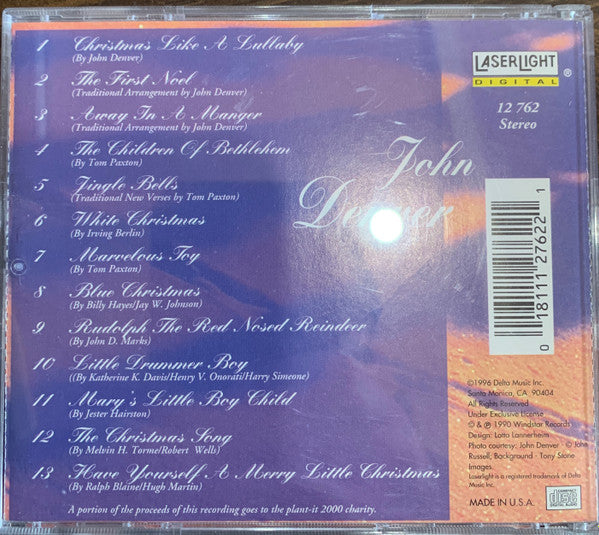 1 Christmas Like A Lullaby
(By John Denver)
2 The First Noel
(Traditional Arrangement by John Denver)
3 Away In A Manger
(Traditional Arrangement by John Denver)
4 The Children Of Bethlehem
(By Tom Paxton)
5 Jingle Bells
(Traditional New Verses by Tom Paxton)
6 White Christmas
(By Irving Berlin)
7 Marvelous Toy
(By Tom Paxton)
8 Blue Christmas
(By Billy Hayes/Jay W. Johnson)
9 Rudolph The Red Nosed Reindeer
(By John D. Marks)
10 Little Drummer Boy
((By Katherine K. Davis/Henry V. Onorati/Harry Simeone)
11 Mary's Little Boy Child
(By Jester Hairston)
12 The Christmas Song
(By Melvin H. Torme/Robert Wells)
13 Have Yourself A Merry Little Christmas
(By Ralph Blaine/Hugh Martin)
A portion of the proceeds of this recording goes to the plant-it 2000 charity.
LASERLIGHT
DIGITAL ®
12 762
Stereo
John
Denver
0 18111 27622 1
©1996 Delta Music Inc.
Santa Monica, CA. 90404
All Rights Reserved
Under Exclusive License
© & ℗ 1990 Windstar Records
Design: Lotta Lannerheim
Photo courtesy: John Denver - © John
Russell, Background - Tony Stone
Images.
Laserlight is a registered trademark of Delta
Music Inc.
MADE IN U.S.A.
COMPACT
disc
DIGITAL AUDIO